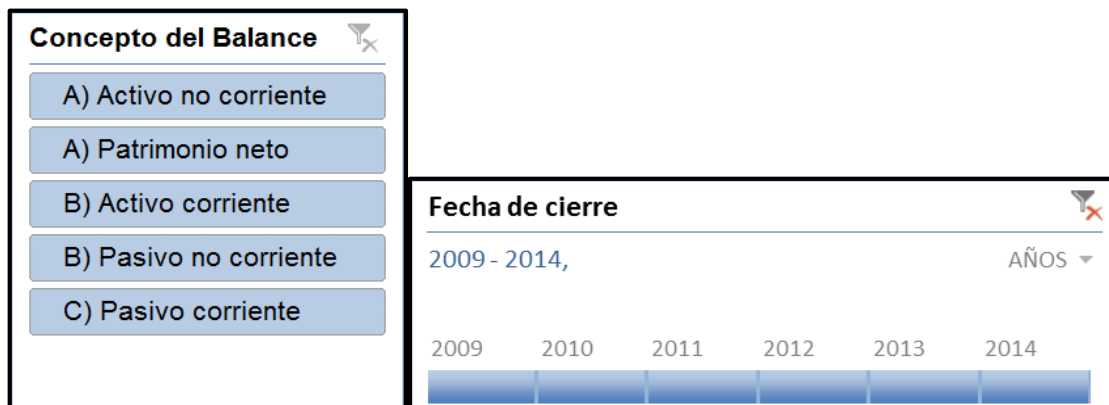 Concepto del Balance
A) Activo no corriente
A) Patrimonio neto
B) Activo corriente
B) Pasivo no corriente
C) Pasivo corriente
Fecha de cierre
2009 - 2014,
AÑOS
2009 2010 2011 2012 2013 2014